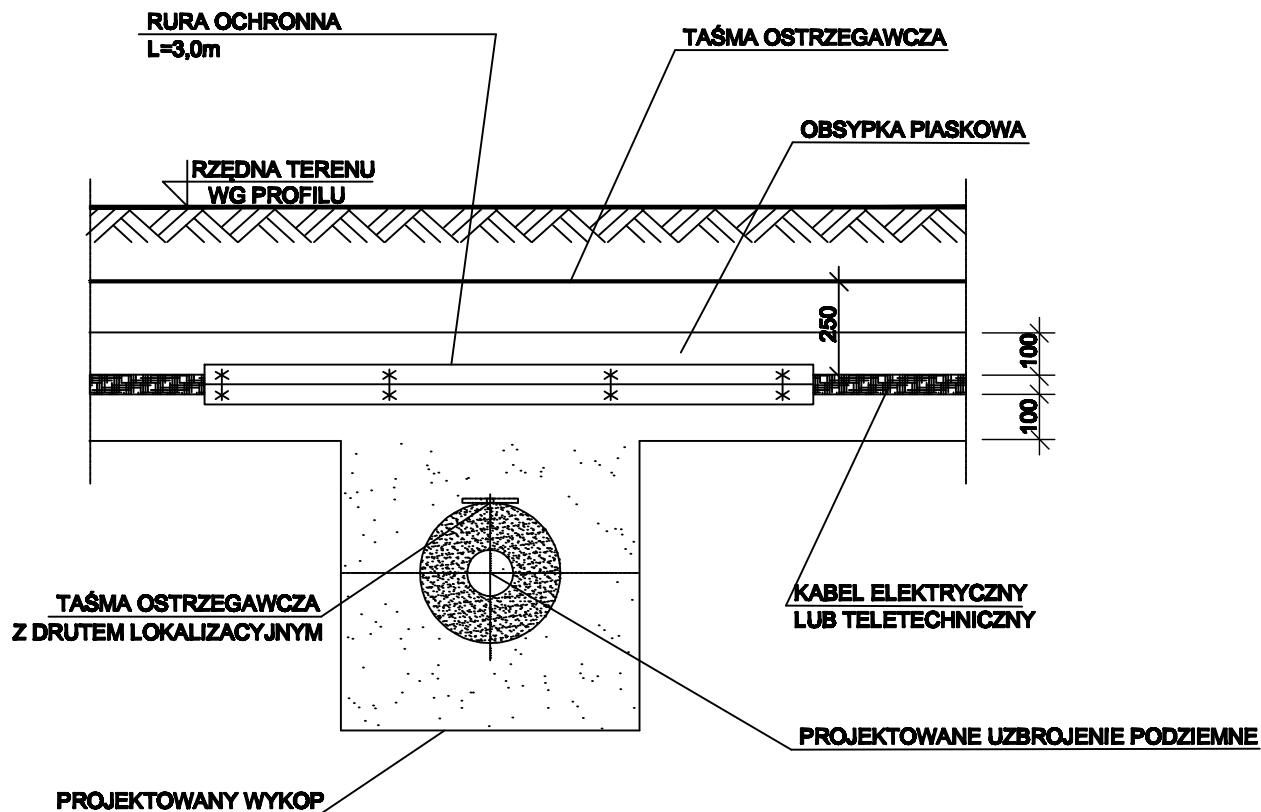 RURA OCHRONNA
L=3,0m
TAŚMA OSTRZEGAWCZA
OBSYPKA PIASKOWA
RZĘDNA TERENU
WG PROFILU
250
100
100
TAŚMA OSTRZEGAWCZA
Z DRUTEM LOKALIZACYJNYM
KABEL ELEKTRYCZNY
LUB TELETECHNICZNY
PROJEKTOWANE UZBROJENIE PODZIEMNE
PROJEKTOWANY WYKOP